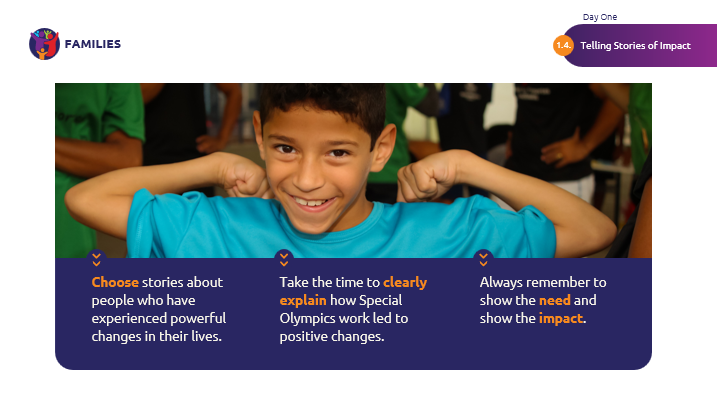 Day One
FAMILIES
1.4.
Telling Stories of Impact
Choose stories about
people who have
experienced powerful
changes in their lives.
Take the time to clearly
explain how Special
Olympics work led to
positive changes.
Always remember to
show the need and
show the impact.